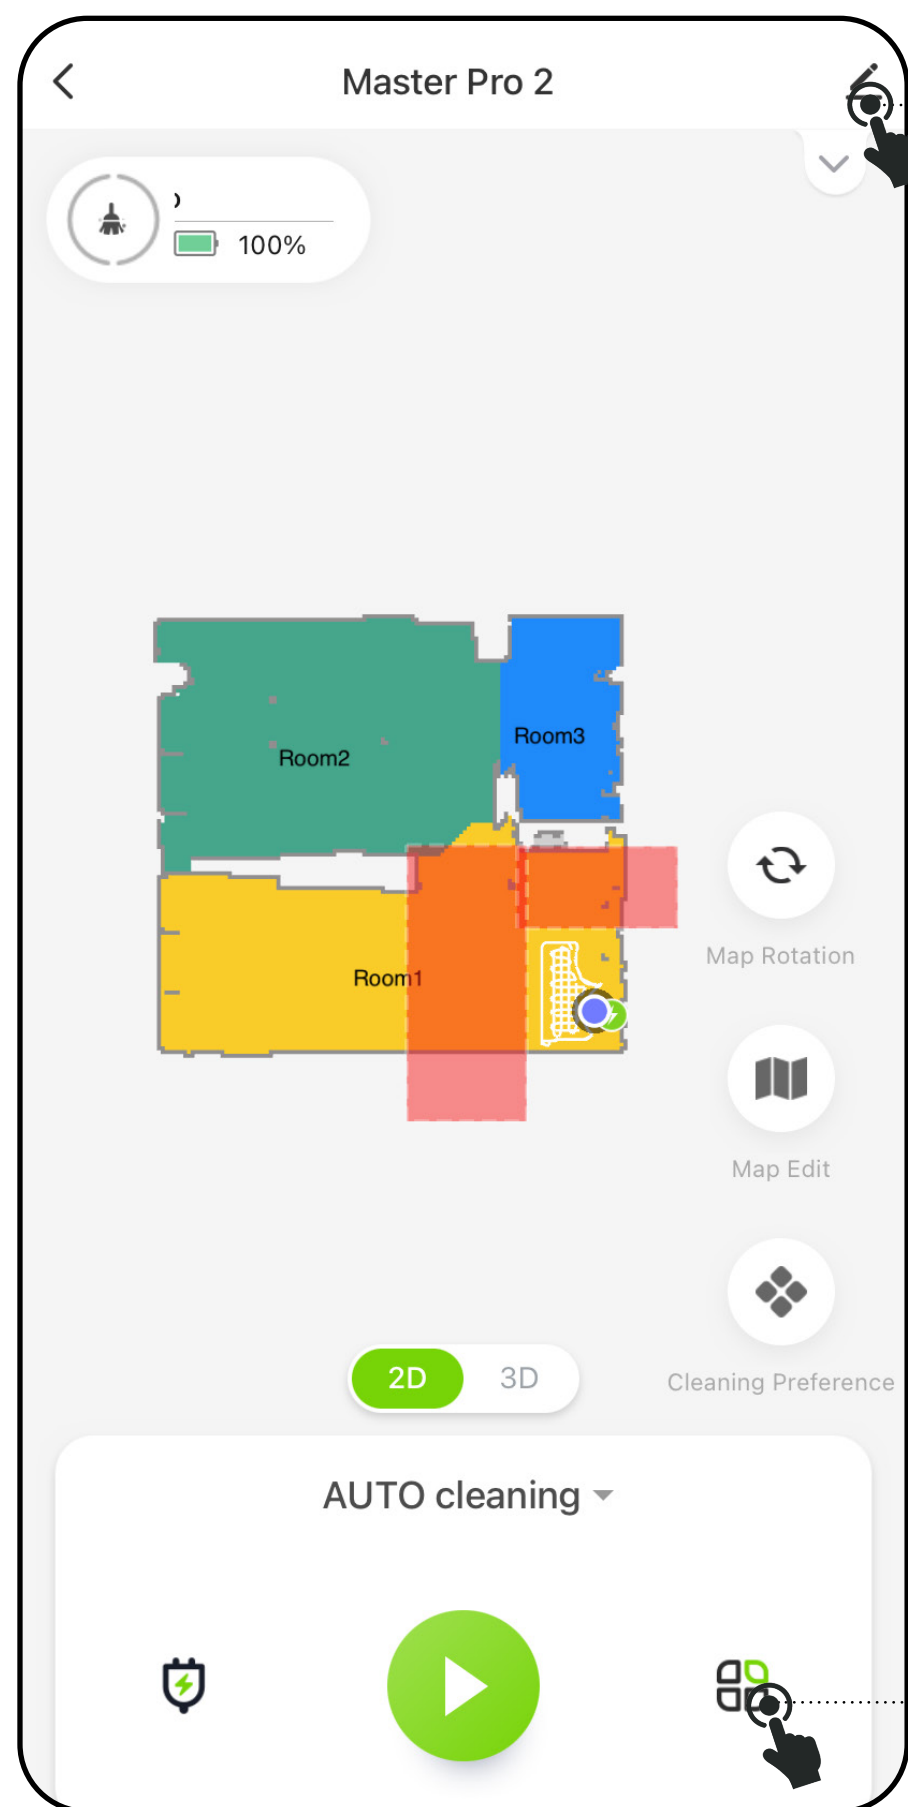 Master Pro 2
100%
Room2
Room3
Room1
Map Rotation
Map Edit
Cleaning Preference
2D 3D
AUTO cleaning